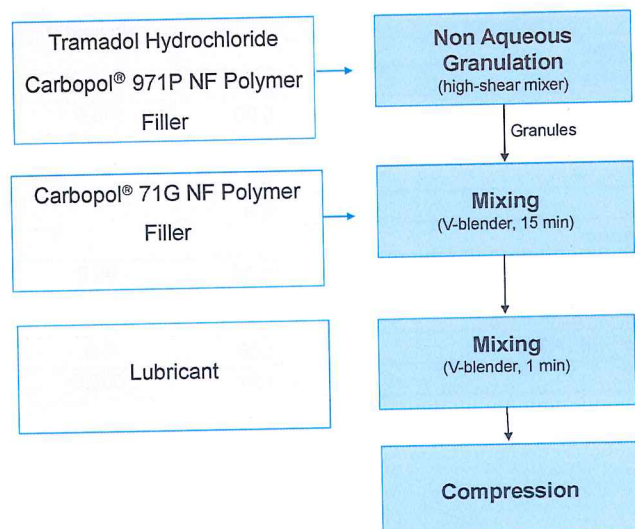 Tramadol Hydrochloride
Carbopol® 971P NF Polymer
Filler
Non Aqueous
Granulation
(high-shear mixer)
Granules
Carbopol® 71G NF Polymer
Filler
Mixing
(V-blender, 15 min)
Lubricant
Mixing
(V-blender, 1 min)
Compression